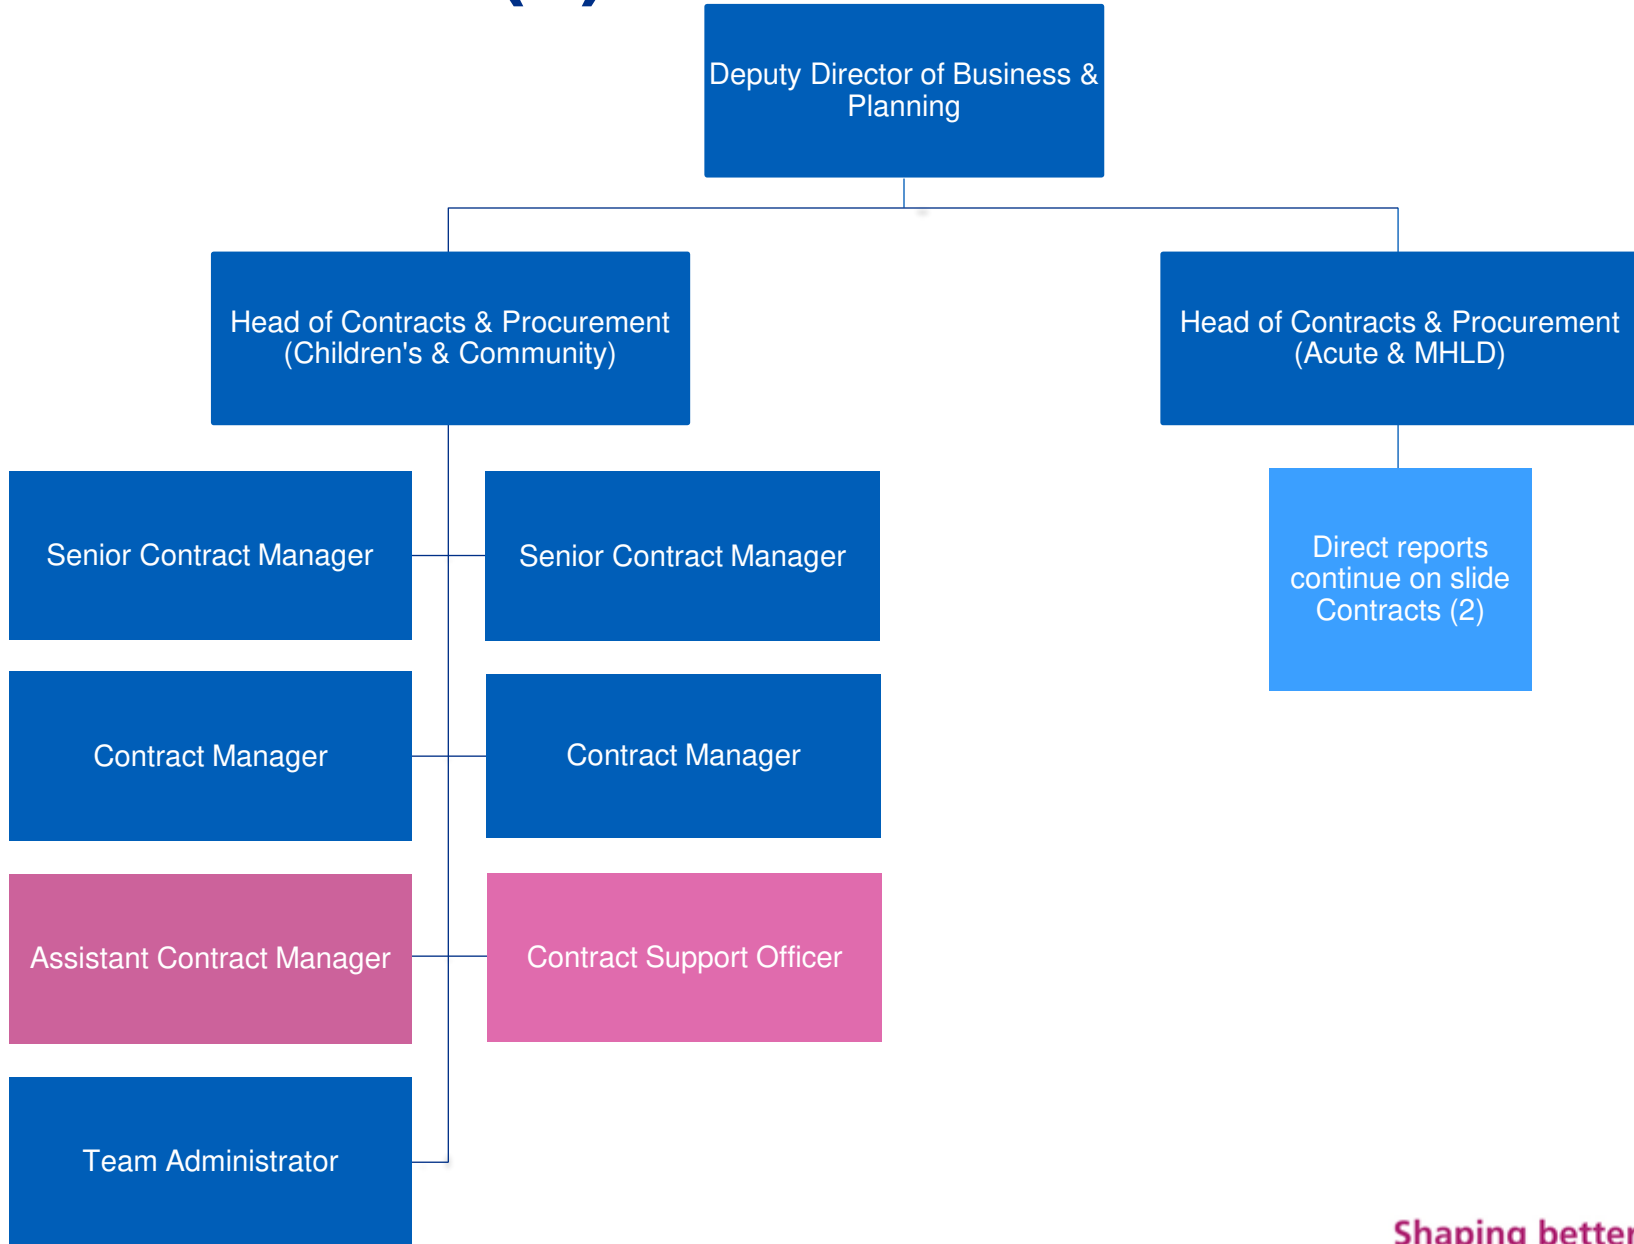 Deputy Director of Business &
Planning
Head of Contracts & Procurement
(Children's & Community)
Head of Contracts & Procurement
(Acute & MHLD)
Senior Contract Manager
Senior Contract Manager
Direct reports
continue on slide
Contracts (2)
Contract Manager
Contract Manager
Assistant Contract Manager
Contract Support Officer
Team Administrator
Shaping better